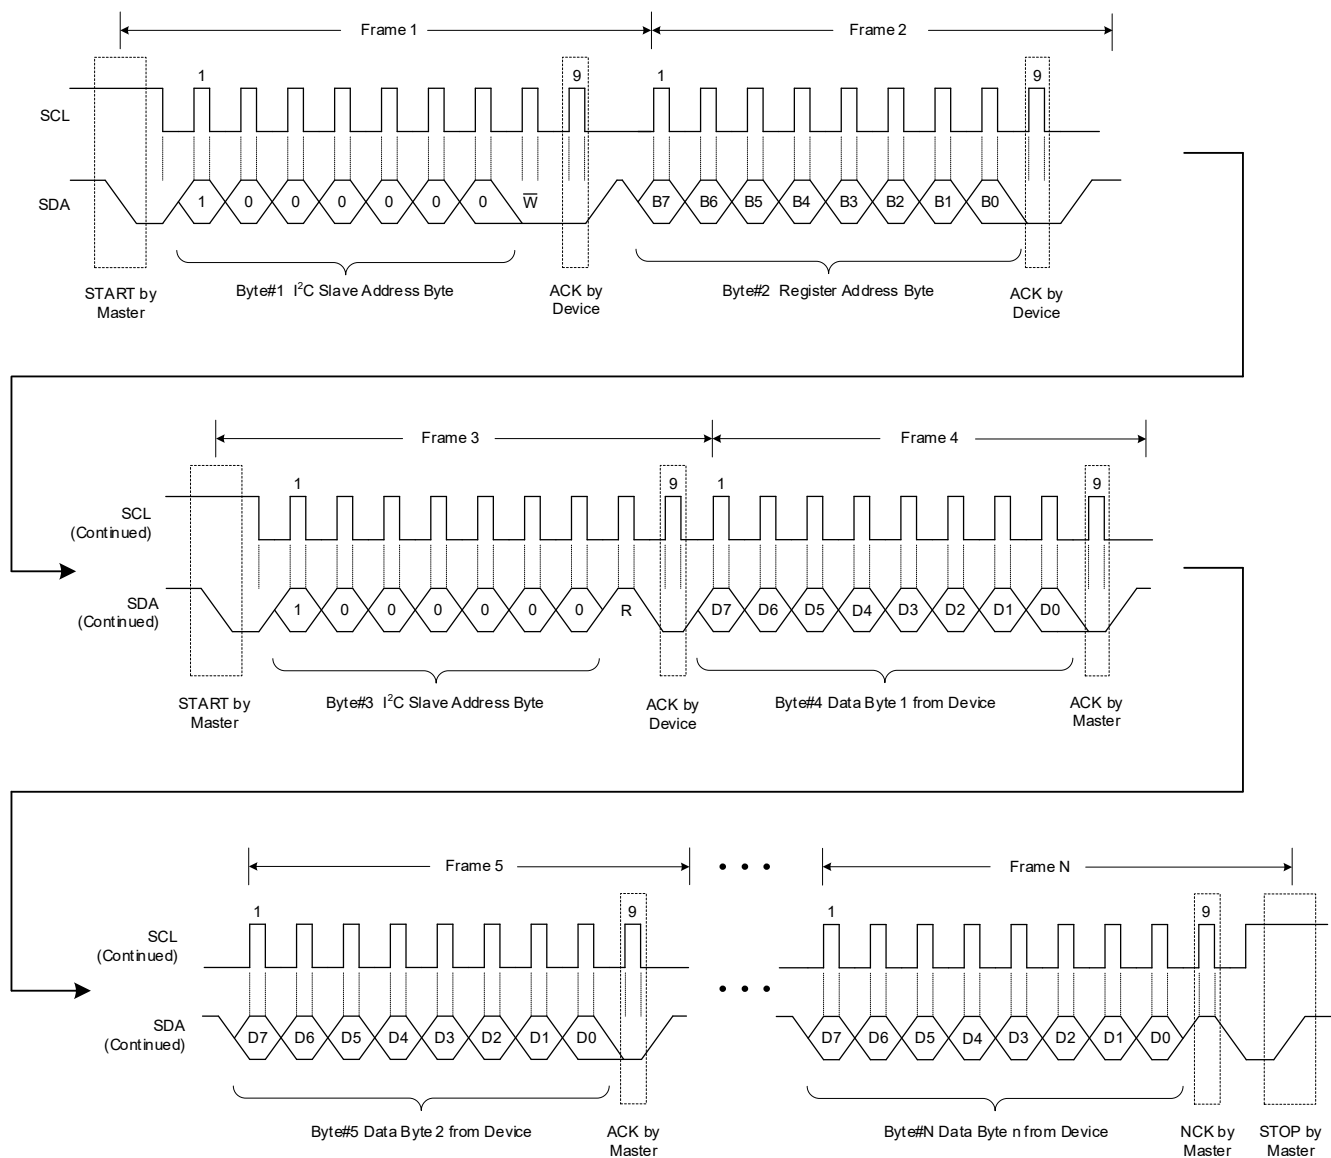 Frame 1 Frame 2
1 9 1 9
SCL
SDA 1 0 0 0 0 0 0 W̅ B7 B6 B5 B4 B3 B2 B1 B0
START by
Master
Byte#1 I²C Slave Address Byte
ACK by
Device
Byte#2 Register Address Byte
ACK by
Device
Frame 3 Frame 4
1 9 1 9
SCL
(Continued)
SDA
(Continued)
1 0 0 0 0 0 0 R D7 D6 D5 D4 D3 D2 D1 D0
START by
Master
Byte#3 I²C Slave Address Byte
ACK by
Device
Byte#4 Data Byte 1 from Device
ACK by
Master
Frame 5 • • • Frame N
1 9 1 9
SCL
(Continued)
• • •
SDA
(Continued)
D7 D6 D5 D4 D3 D2 D1 D0 D7 D6 D5 D4 D3 D2 D1 D0
Byte#5 Data Byte 2 from Device
ACK by
Master
Byte#N Data Byte n from Device
NCK by
Master
STOP by
Master